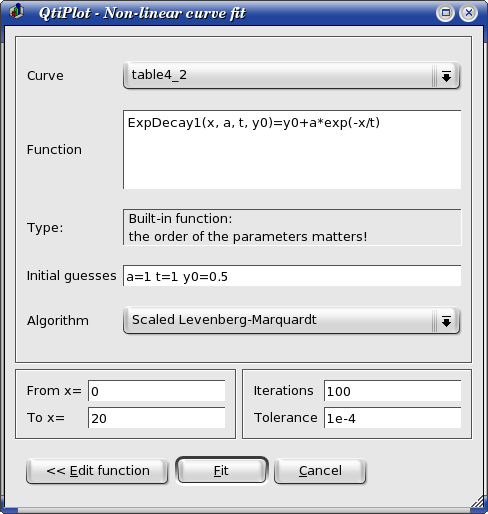 QtiPlot - Non-linear curve fit
Curve table4_2
Function ExpDecay1(x, a, t, y0)=y0+a*exp(-x/t)
Type: Built-in function:
the order of the parameters matters!
Initial guesses a=1 t=1 y0=0.5
Algorithm Scaled Levenberg-Marquardt
From x= 0
To x= 20
Iterations 100
Tolerance 1e-4
<< Edit function Fit Cancel